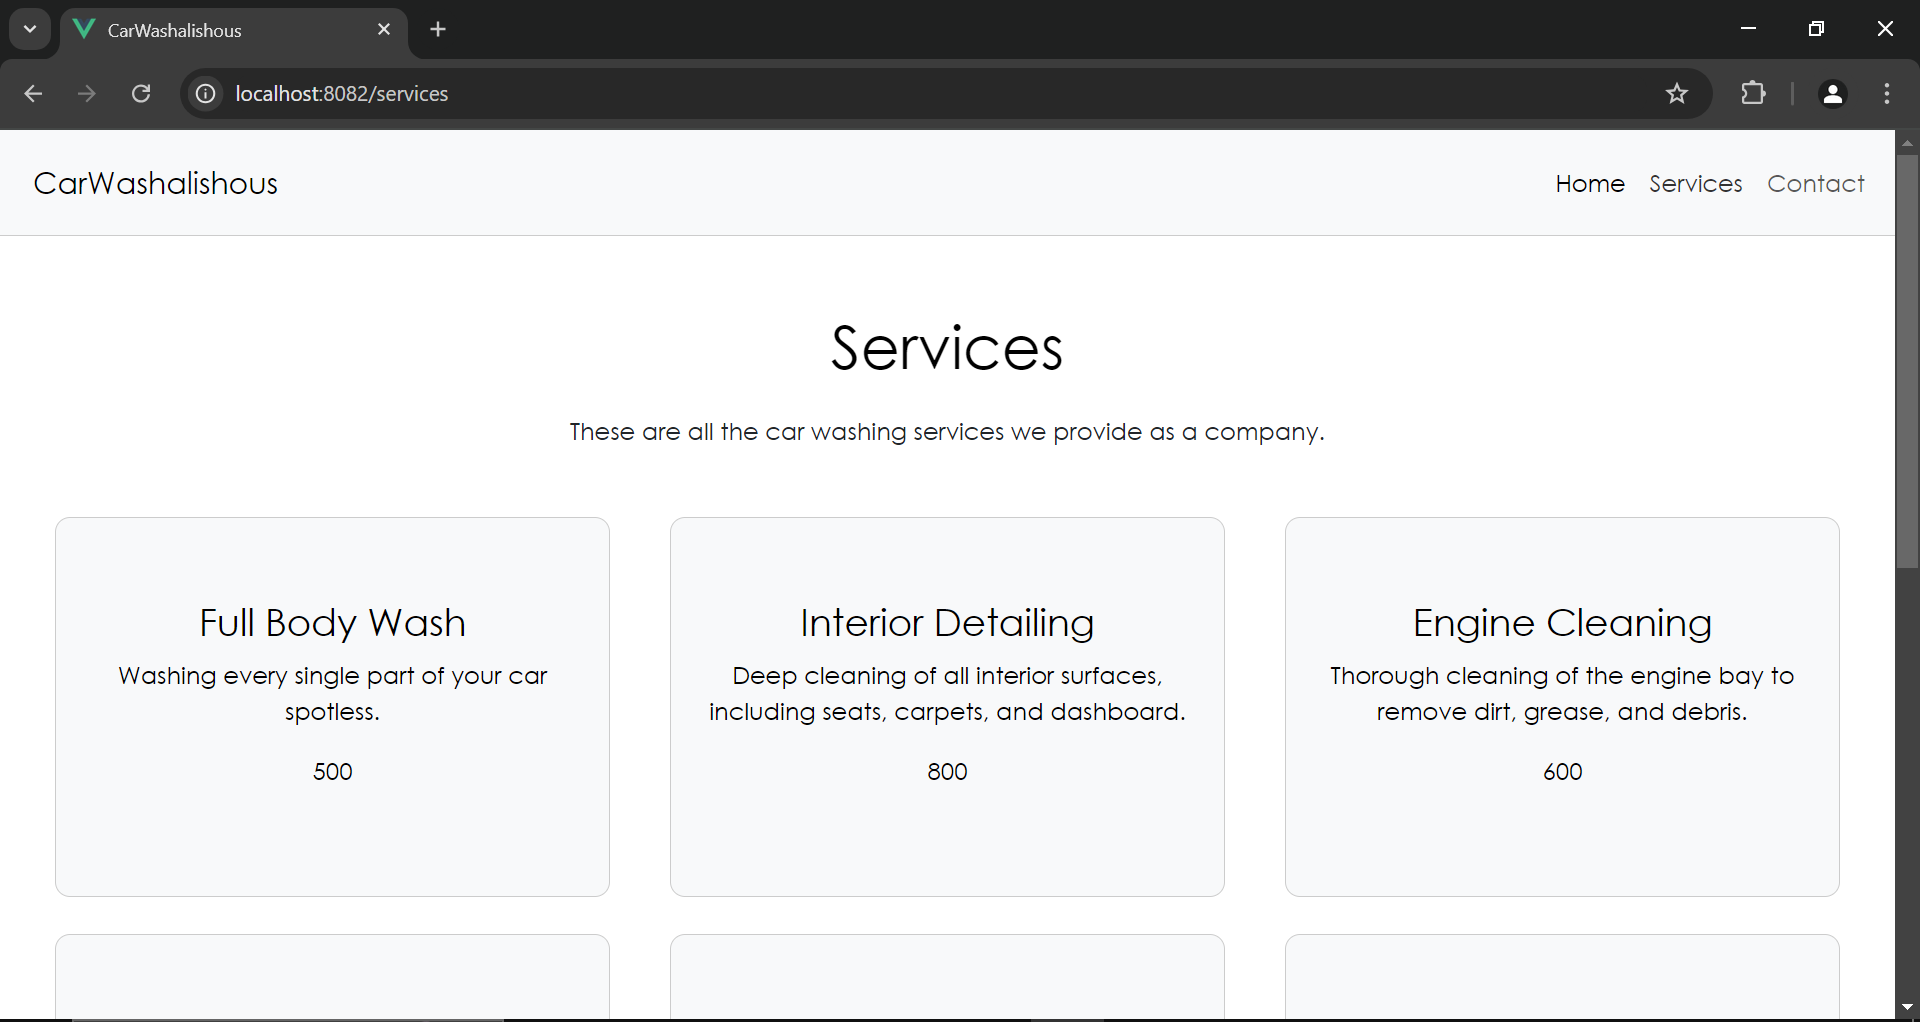 CarWashalishous
localhost:8082/services
CarWashalishous
Home Services Contact
Services
These are all the car washing services we provide as a company.
Full Body Wash
Washing every single part of your car
spotless.
500
Interior Detailing
Deep cleaning of all interior surfaces,
including seats, carpets, and dashboard.
800
Engine Cleaning
Thorough cleaning of the engine bay to
remove dirt, grease, and debris.
600